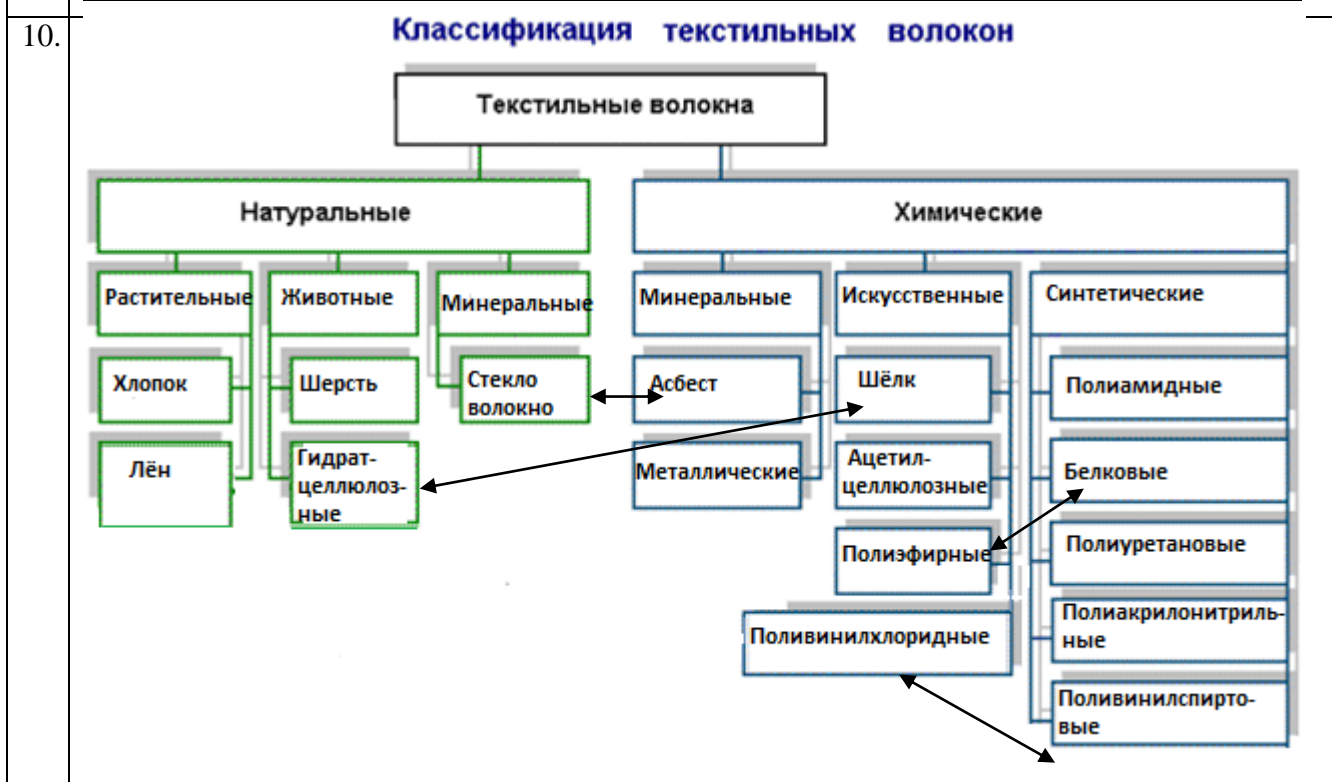 10.
Классификация текстильных волокон
Текстильные волокна
Натуральные
Химические
Растительные
Животные
Минеральные
Минеральные
Искусственные
Синтетические
Хлопок
Шерсть
Стекло
волокно
Асбест
Шёлк
Полиамидные
Лён
Гидрат-
целлюлоз-
ные
Металлические
Ацетил-
целлюлозные
Белковые
Полиэфирные
Полиуретановые
Поливинилхлоридные
Полиакрилонитриль-
ные
Поливинилспирто-
вые